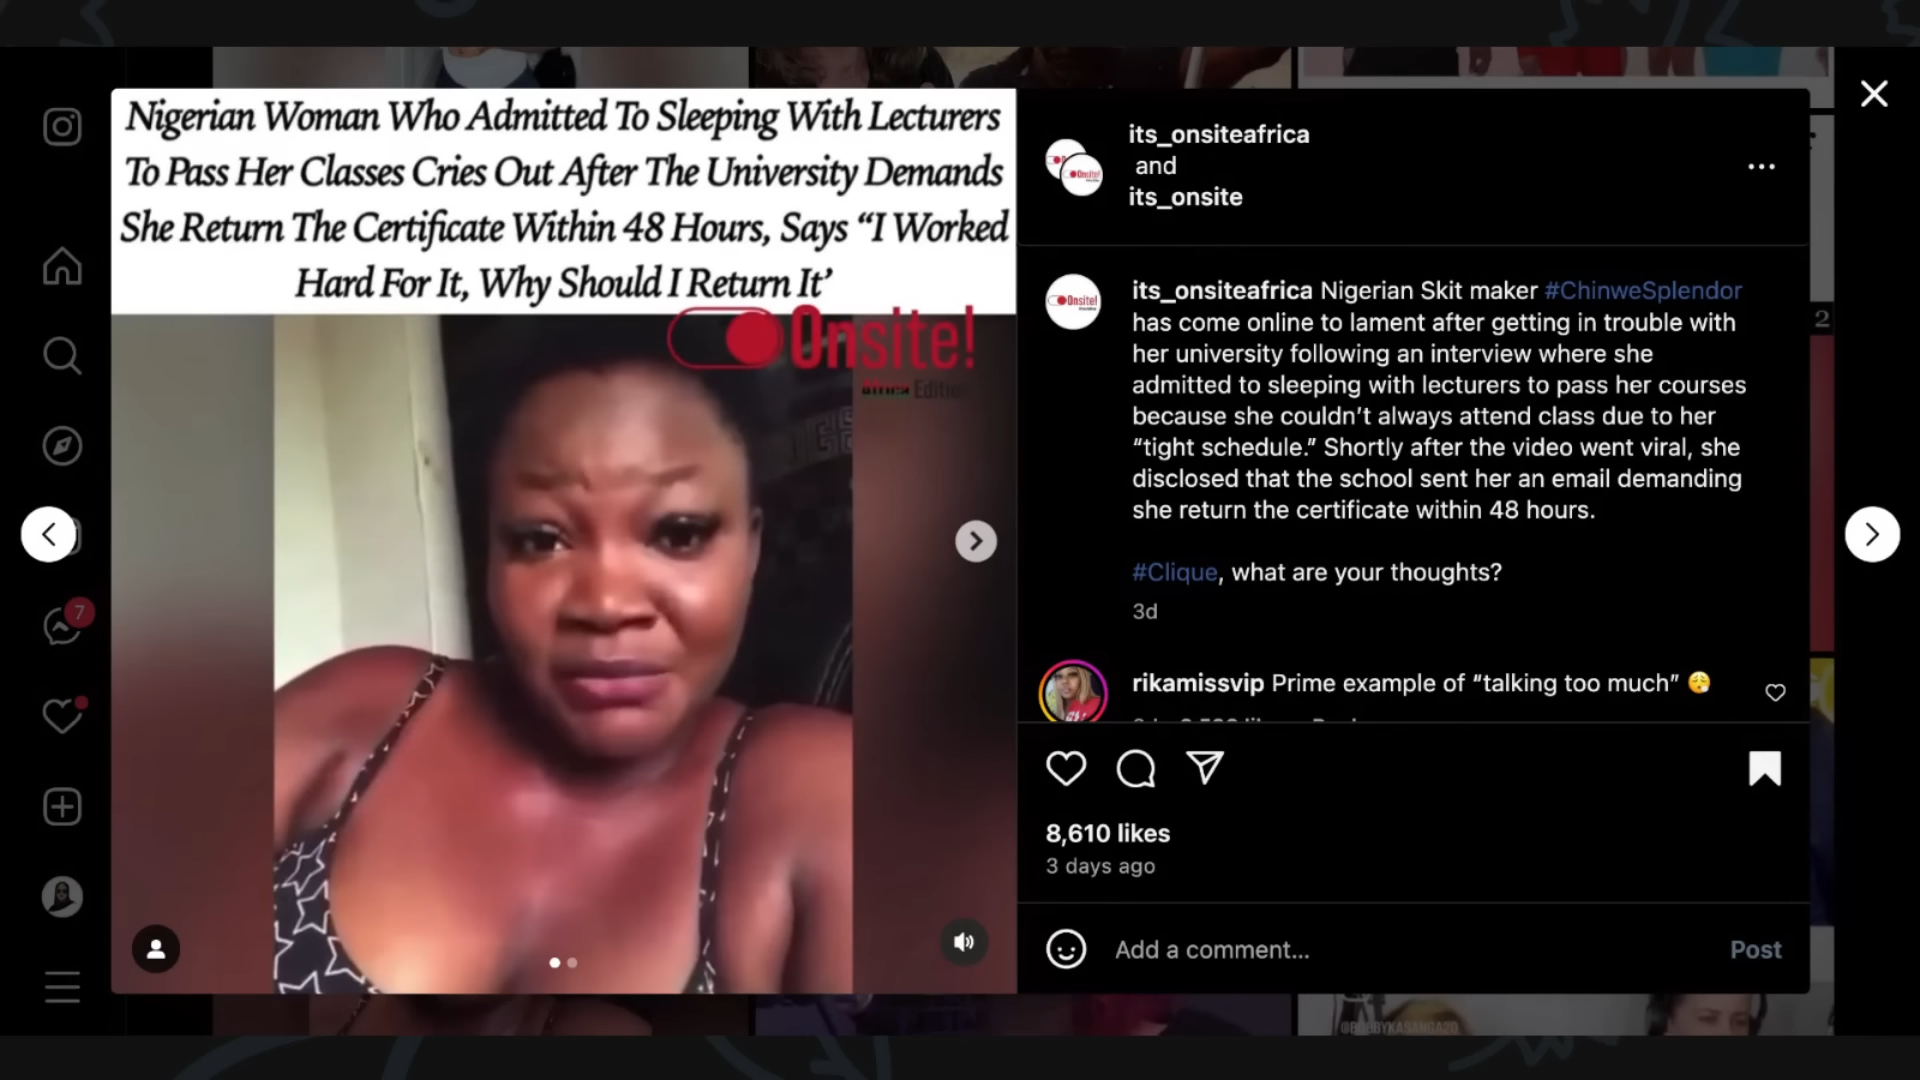 Nigerian Woman Who Admitted To Sleeping With Lecturers
To Pass Her Classes Cries Out After The University Demands
She Return The Certificate Within 48 Hours, Says “I Worked
Hard For It, Why Should I Return It’
Onsite!
Africa Edition
7
its_onsiteafrica
and
its_onsite
Onsite!
its_onsiteafrica Nigerian Skit maker #ChinweSplendor
has come online to lament after getting in trouble with
her university following an interview where she
admitted to sleeping with lecturers to pass her courses
because she couldn’t always attend class due to her
“tight schedule.” Shortly after the video went viral, she
disclosed that the school sent her an email demanding
she return the certificate within 48 hours.
#Clique, what are your thoughts?
3d
rikamissvip Prime example of “talking too much” 😮‍💨
8,610 likes
3 days ago
Add a comment...
Post
2
@BOBBYKASANGA20